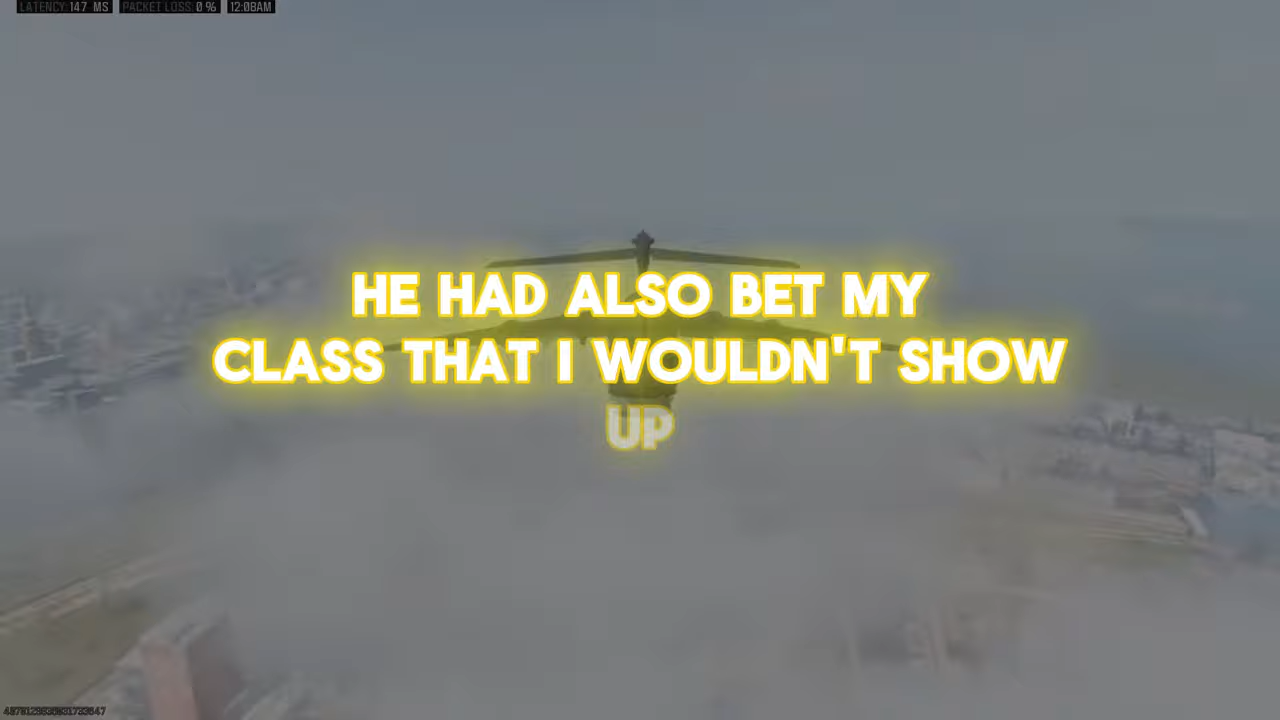 LATENCY: 147 MS PACKET LOSS: 0 % 12:08AM
HE HAD ALSO BET MY
CLASS THAT I WOULDN'T SHOW
UP